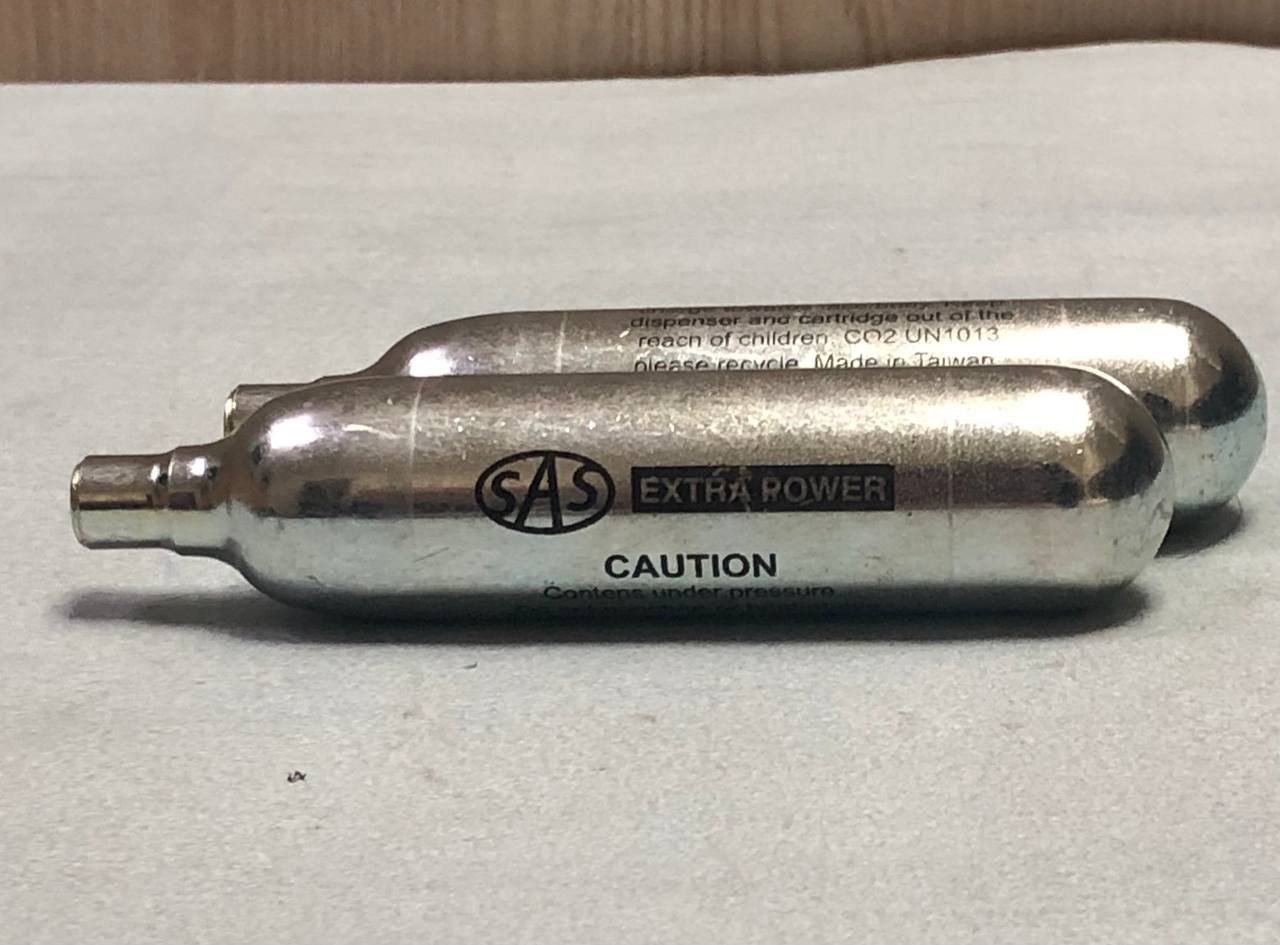 dispenser and cartridge out of the
reach of children. CO2 UN1013
please recycle. Made in Taiwan
SAS EXTRA POWER
CAUTION
Contens under pressure